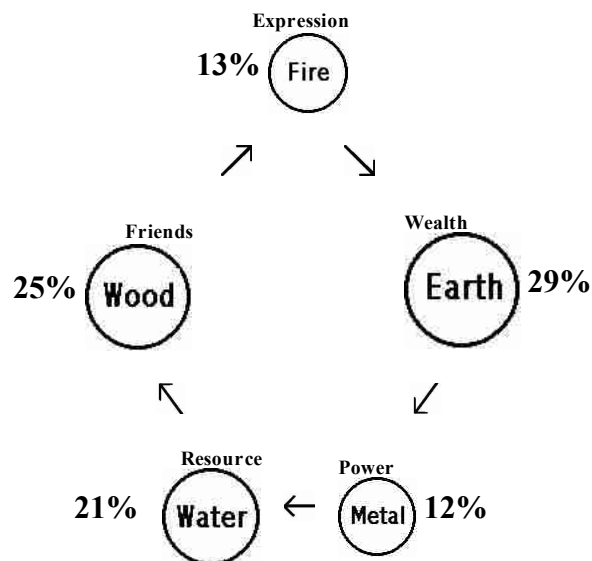 Expression
13%
Fire
Friends
25%
Wood
Wealth
Earth
29%
Resource
21%
Water
Power
Metal
12%